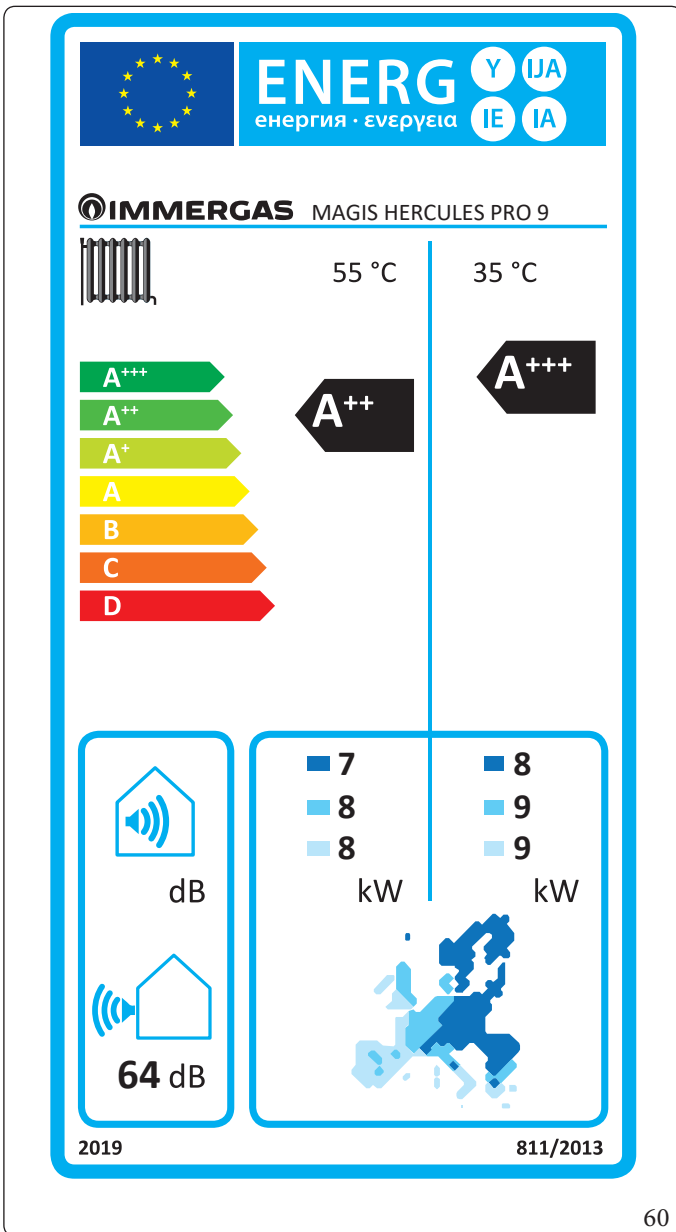 ENERG Y IJA
енергия · ενεργεια IE IA
IMMERGAS MAGIS HERCULES PRO 9
55 °C 35 °C
A+++
A++
A+
A
B
C
D
A++
A+++
dB
64 dB
7 8
8 9
8 9
kW kW
2019 811/2013
60